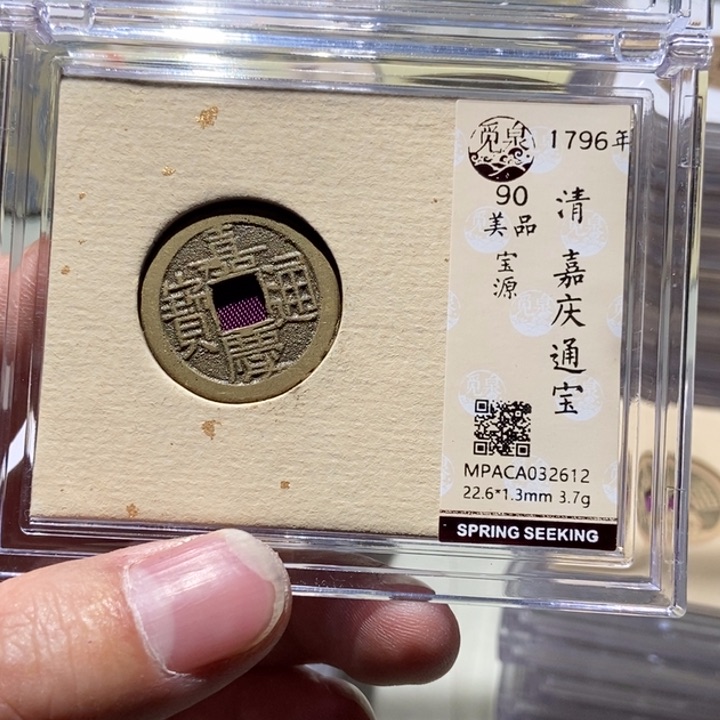 嘉慶通寶
觅泉
1796年
90
美品
宝源
清 嘉庆通宝
MPACA032612
22.6*1.3mm 3.7g
SPRING SEEKING